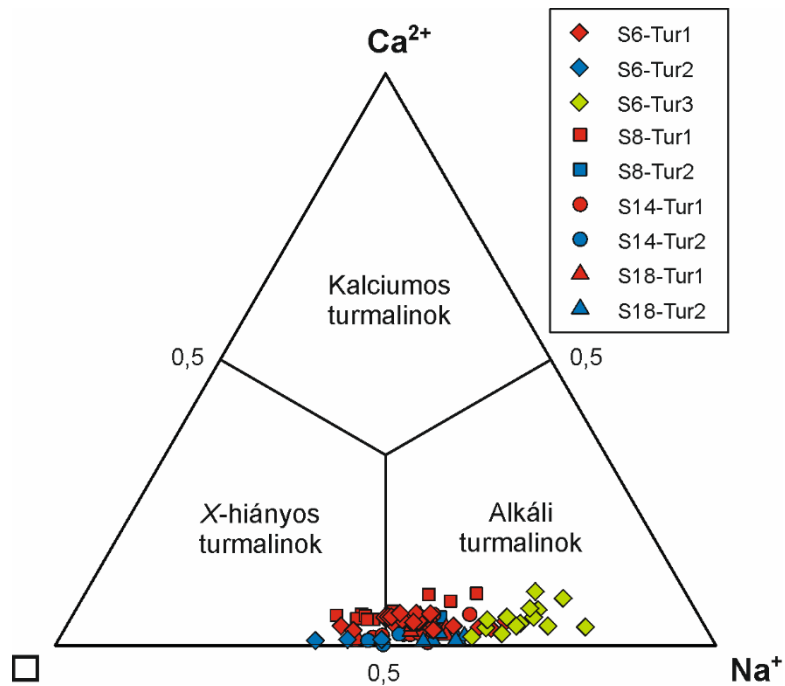 Ca²⁺
S6-Tur1
S6-Tur2
S6-Tur3
S8-Tur1
S8-Tur2
S14-Tur1
S14-Tur2
S18-Tur1
S18-Tur2
Kalciumos
turmalinok
0,5
0,5
X-hiányos
turmalinok
Alkáli
turmalinok
0,5
Na⁺